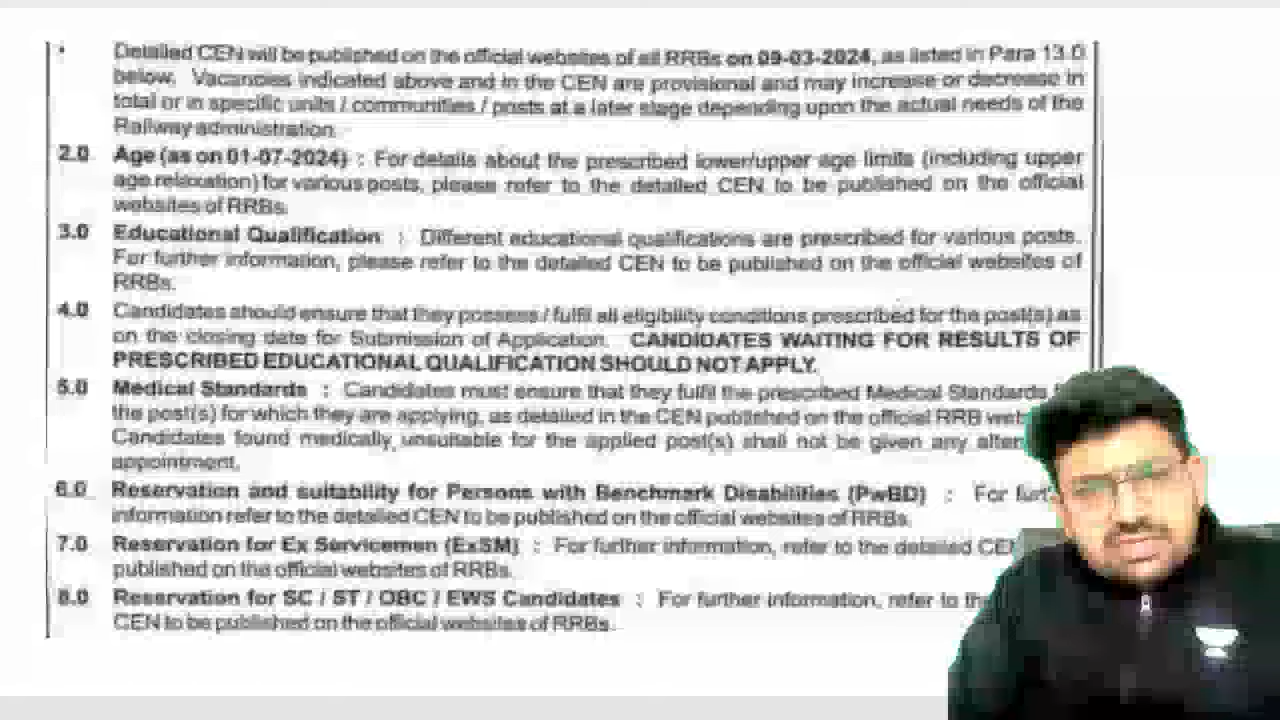 Detailed CEN will be published on the official websites of all RRBs on 09-03-2024, as listed in Para 13.0
below. Vacancies indicated above and in the CEN are provisional and may increase or decrease in
total or in specific units / communities / posts at a later stage depending upon the actual needs of the
Railway administration.
2.0 Age (as on 01-07-2024) : For details about the prescribed lower/upper age limits (including upper
age relaxation) for various posts, please refer to the detailed CEN to be published on the official
websites of RRBs.
3.0 Educational Qualification : Different educational qualifications are prescribed for various posts.
For further information, please refer to the detailed CEN to be published on the official websites of
RRBs.
4.0 Candidates should ensure that they possess / fulfil all eligibility conditions prescribed for the post(s) as
on the closing date for Submission of Application. CANDIDATES WAITING FOR RESULTS OF
PRESCRIBED EDUCATIONAL QUALIFICATION SHOULD NOT APPLY.
5.0 Medical Standards : Candidates must ensure that they fulfil the prescribed Medical Standards
the post(s) for which they are applying, as detailed in the CEN published on the official RRB
Candidates found medically unsuitable for the applied post(s) shall not be given any
appointment.
6.0 Reservation and suitability for Persons with Benchmark Disabilities (PwBD) : For
information refer to the detailed CEN to be published on the official websites of RRBs.
7.0 Reservation for Ex Servicemen (ExSM) : For further information, refer to the detailed
published on the official websites of RRBs.
8.0 Reservation for SC / ST / OBC / EWS Candidates : For further information, refer to
CEN to be published on the official websites of RRBs.